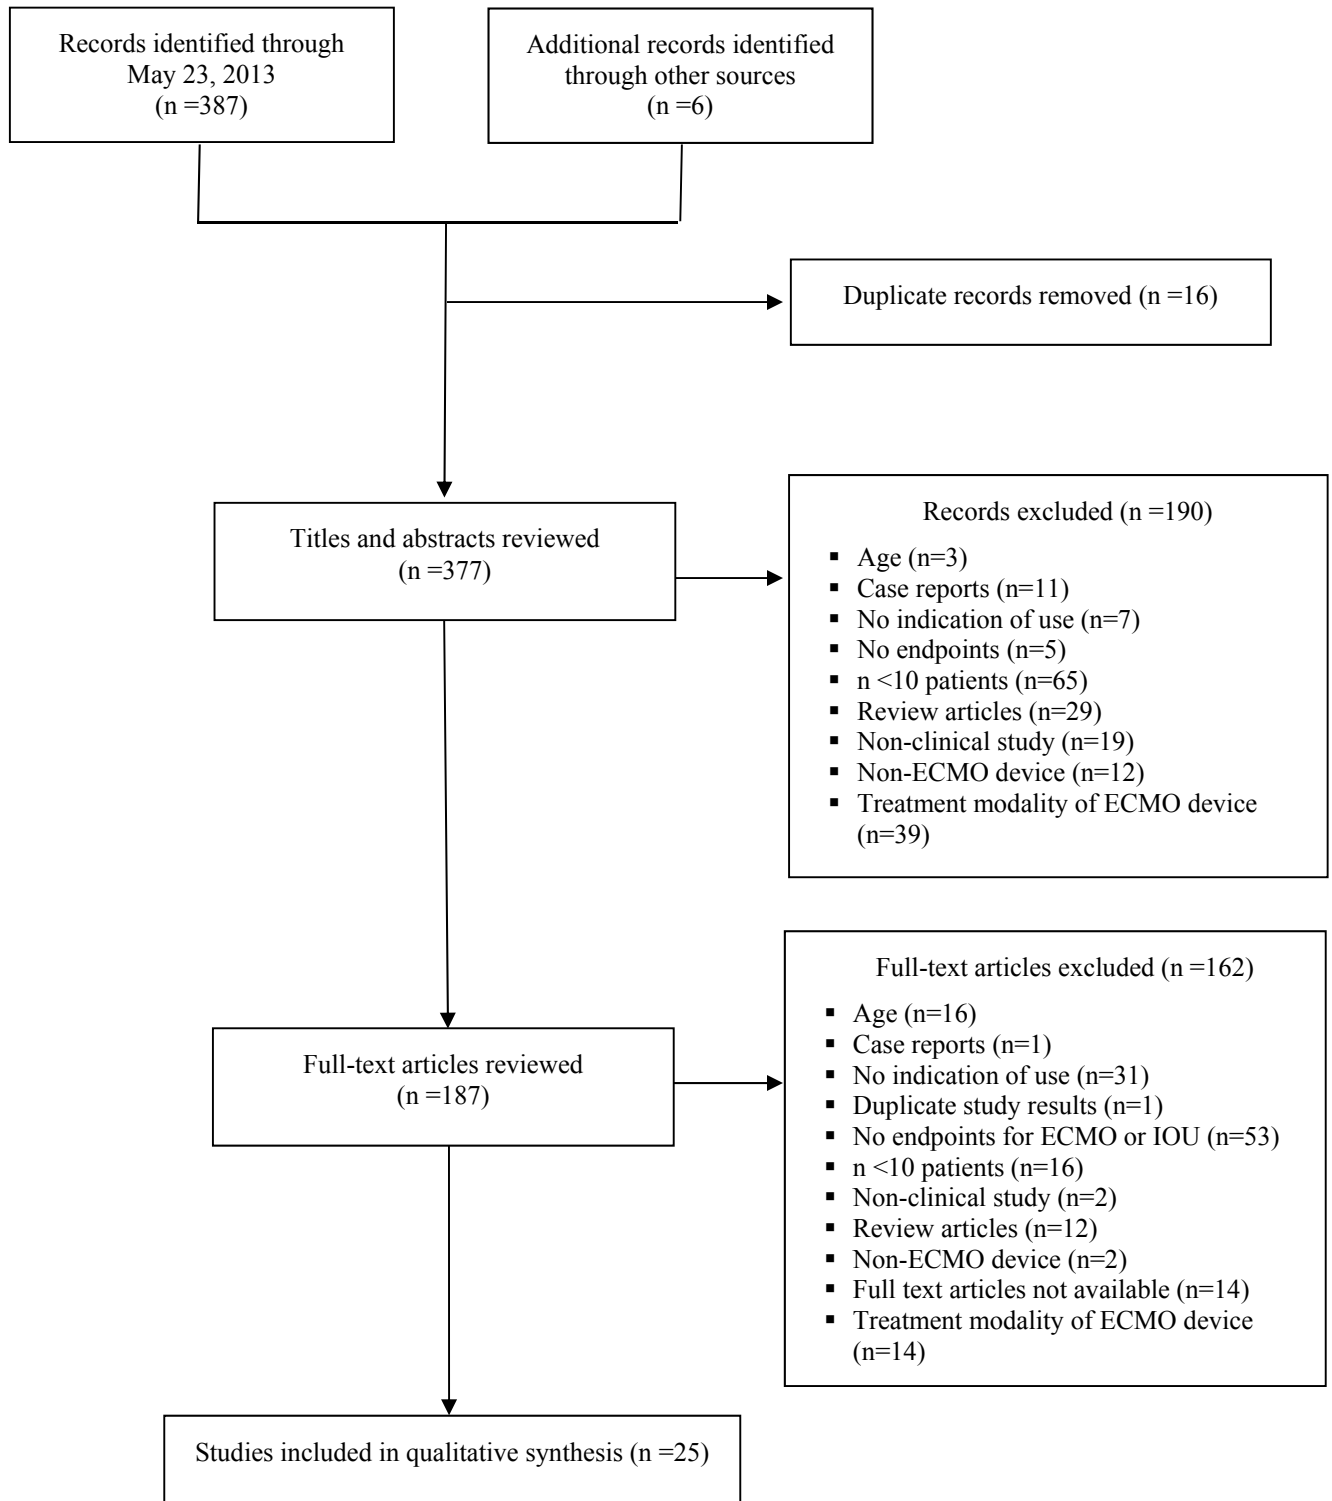 Records identified through
May 23, 2013
(n =387)
Additional records identified
through other sources
(n =6)
Duplicate records removed (n =16)
Titles and abstracts reviewed
(n =377)
Records excluded (n =190)
▪ Age (n=3)
▪ Case reports (n=11)
▪ No indication of use (n=7)
▪ No endpoints (n=5)
▪ n <10 patients (n=65)
▪ Review articles (n=29)
▪ Non-clinical study (n=19)
▪ Non-ECMO device (n=12)
▪ Treatment modality of ECMO device
(n=39)
Full-text articles reviewed
(n =187)
Full-text articles excluded (n =162)
▪ Age (n=16)
▪ Case reports (n=1)
▪ No indication of use (n=31)
▪ Duplicate study results (n=1)
▪ No endpoints for ECMO or IOU (n=53)
▪ n <10 patients (n=16)
▪ Non-clinical study (n=2)
▪ Review articles (n=12)
▪ Non-ECMO device (n=2)
▪ Full text articles not available (n=14)
▪ Treatment modality of ECMO device
(n=14)
Studies included in qualitative synthesis (n =25)